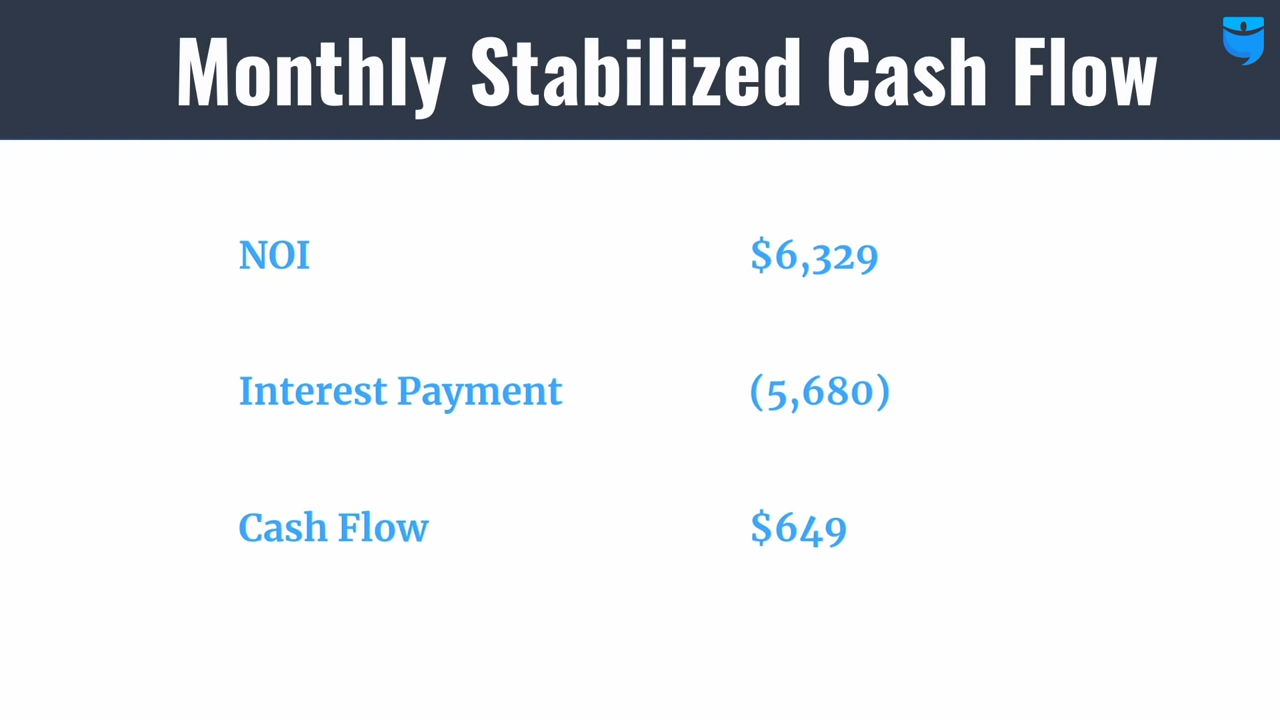 Monthly Stabilized Cash Flow
NOI $6,329
Interest Payment (5,680)
Cash Flow $649